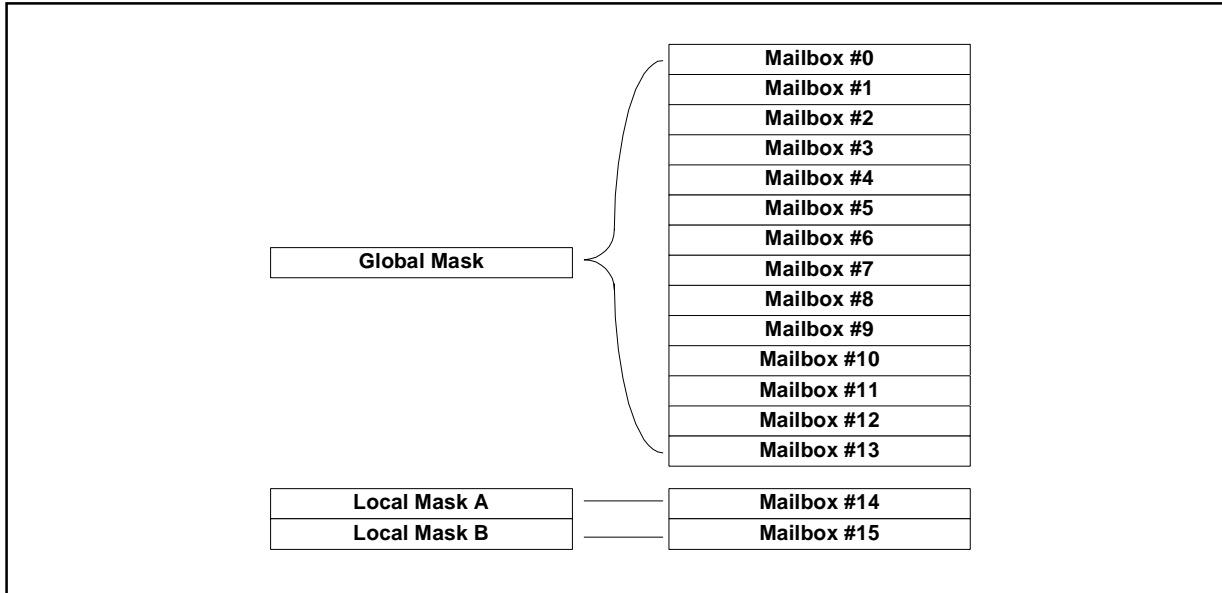 Mailbox #0
Mailbox #1
Mailbox #2
Mailbox #3
Mailbox #4
Mailbox #5
Mailbox #6
Global Mask
Mailbox #7
Mailbox #8
Mailbox #9
Mailbox #10
Mailbox #11
Mailbox #12
Mailbox #13
Local Mask A
Mailbox #14
Local Mask B
Mailbox #15